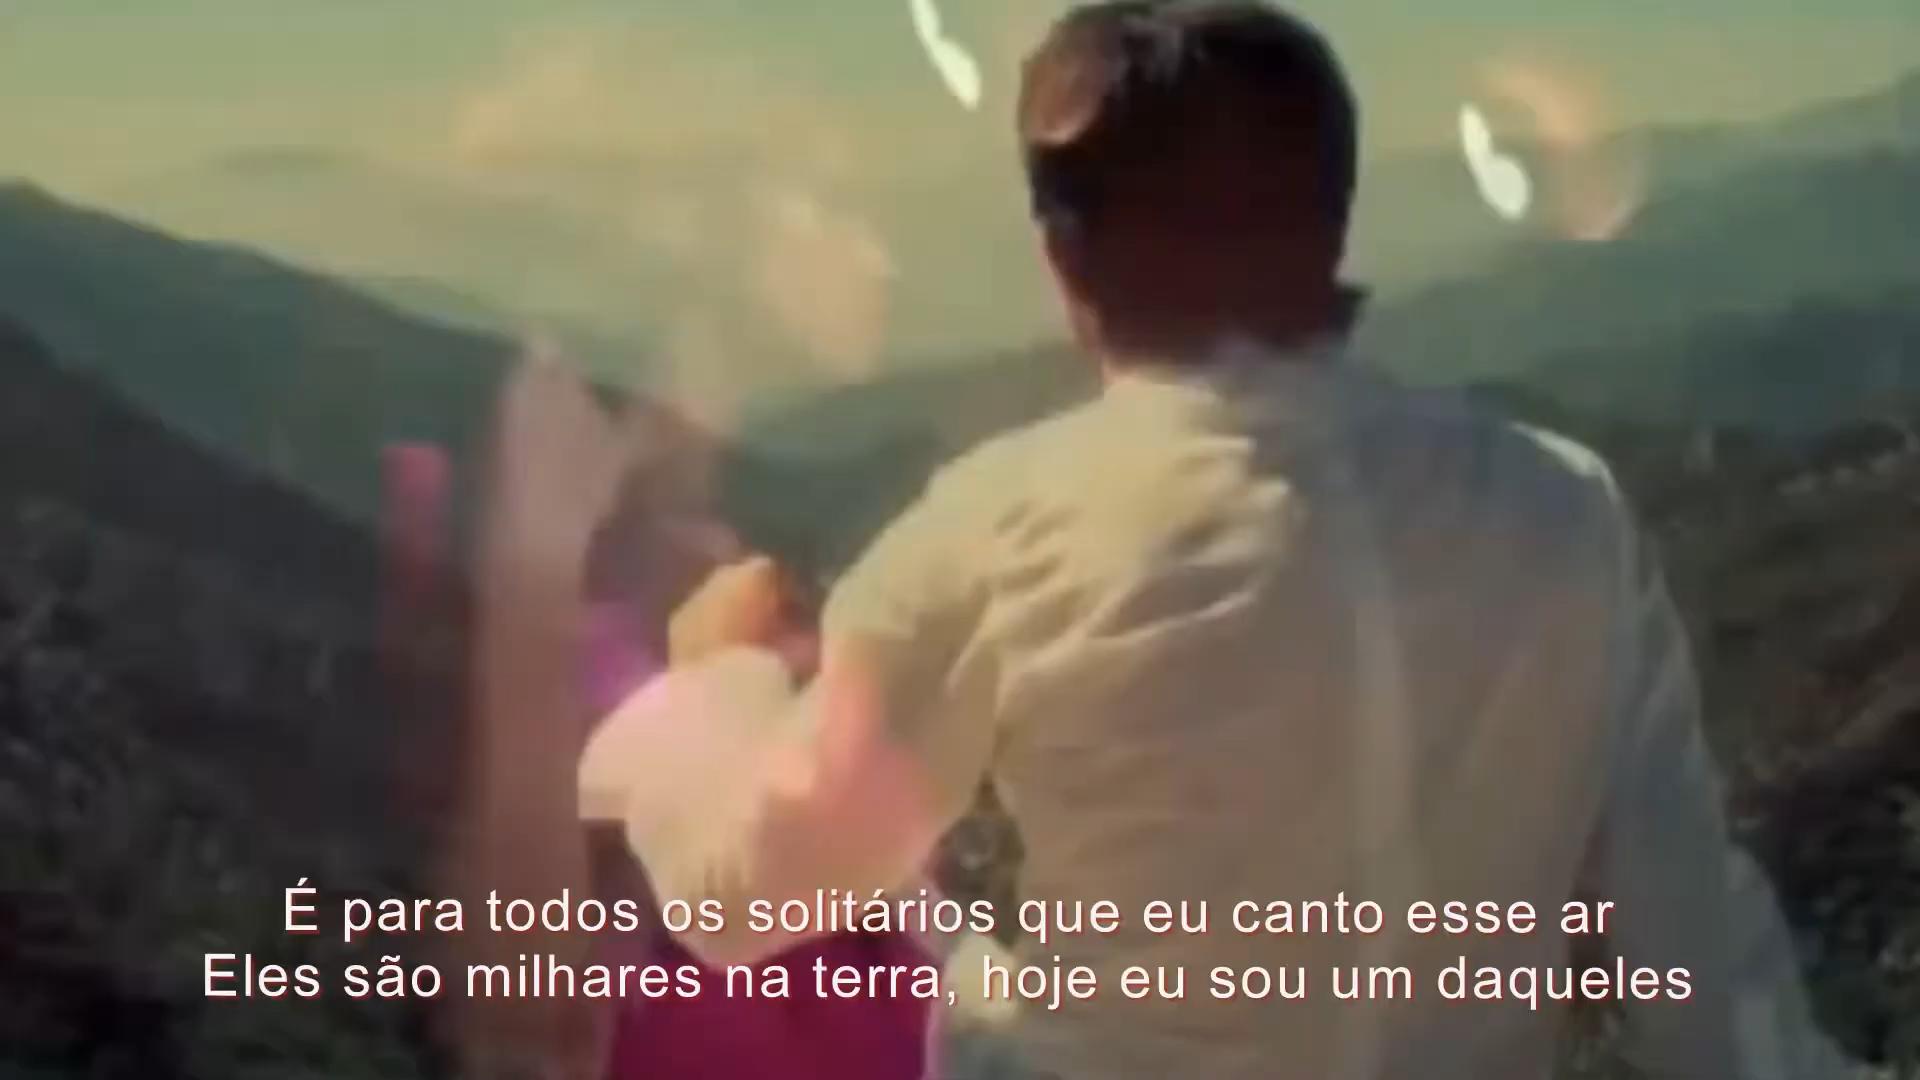 É para todos os solitários que eu canto esse ar
Eles são milhares na terra, hoje eu sou um daqueles